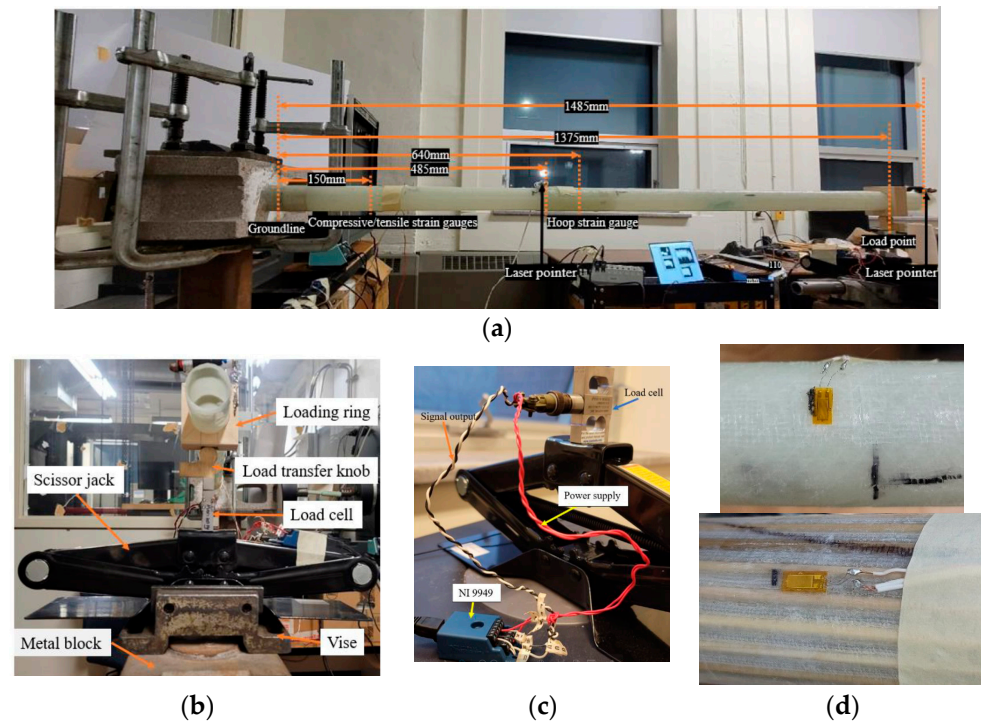 1485mm
1375mm
640mm
485mm
150mm
Groundline
Compressive/tensile strain gauges
Hoop strain gauge
Load point
Laser pointer
110
mm
Laser pointer
(a)
Loading ring
Load transfer knob
Scissor jack
Load cell
Metal block
Vise
(b)
Signal output
Load cell
Power supply
NI 9949
(c)
(d)